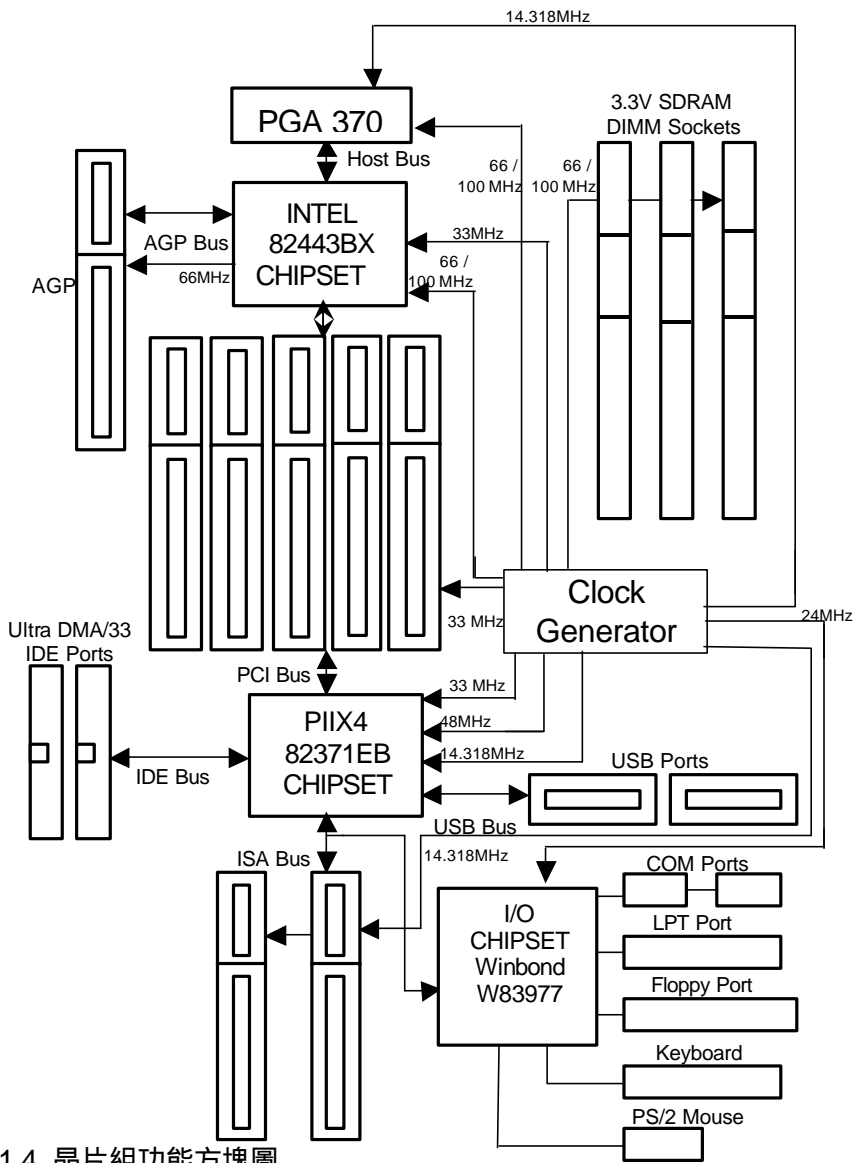 14.318MHz
PGA 370
3.3V SDRAM
DIMM Sockets
Host Bus
66 /
100 MHz
66 /
100 MHz
INTEL
82443BX
CHIPSET
AGP Bus
33MHz
AGP
66MHz
66 /
100 MHz
Clock
Generator
33 MHz
24MHz
Ultra DMA/33
IDE Ports
PCI Bus
33 MHz
PIIX4
82371EB
CHIPSET
48MHz
14.318MHz
IDE Bus
USB Ports
USB Bus
ISA Bus
14.318MHz
COM Ports
I/O
CHIPSET
Winbond
W83977
LPT Port
Floppy Port
Keyboard
PS/2 Mouse
1.4 晶片組功能方塊圖